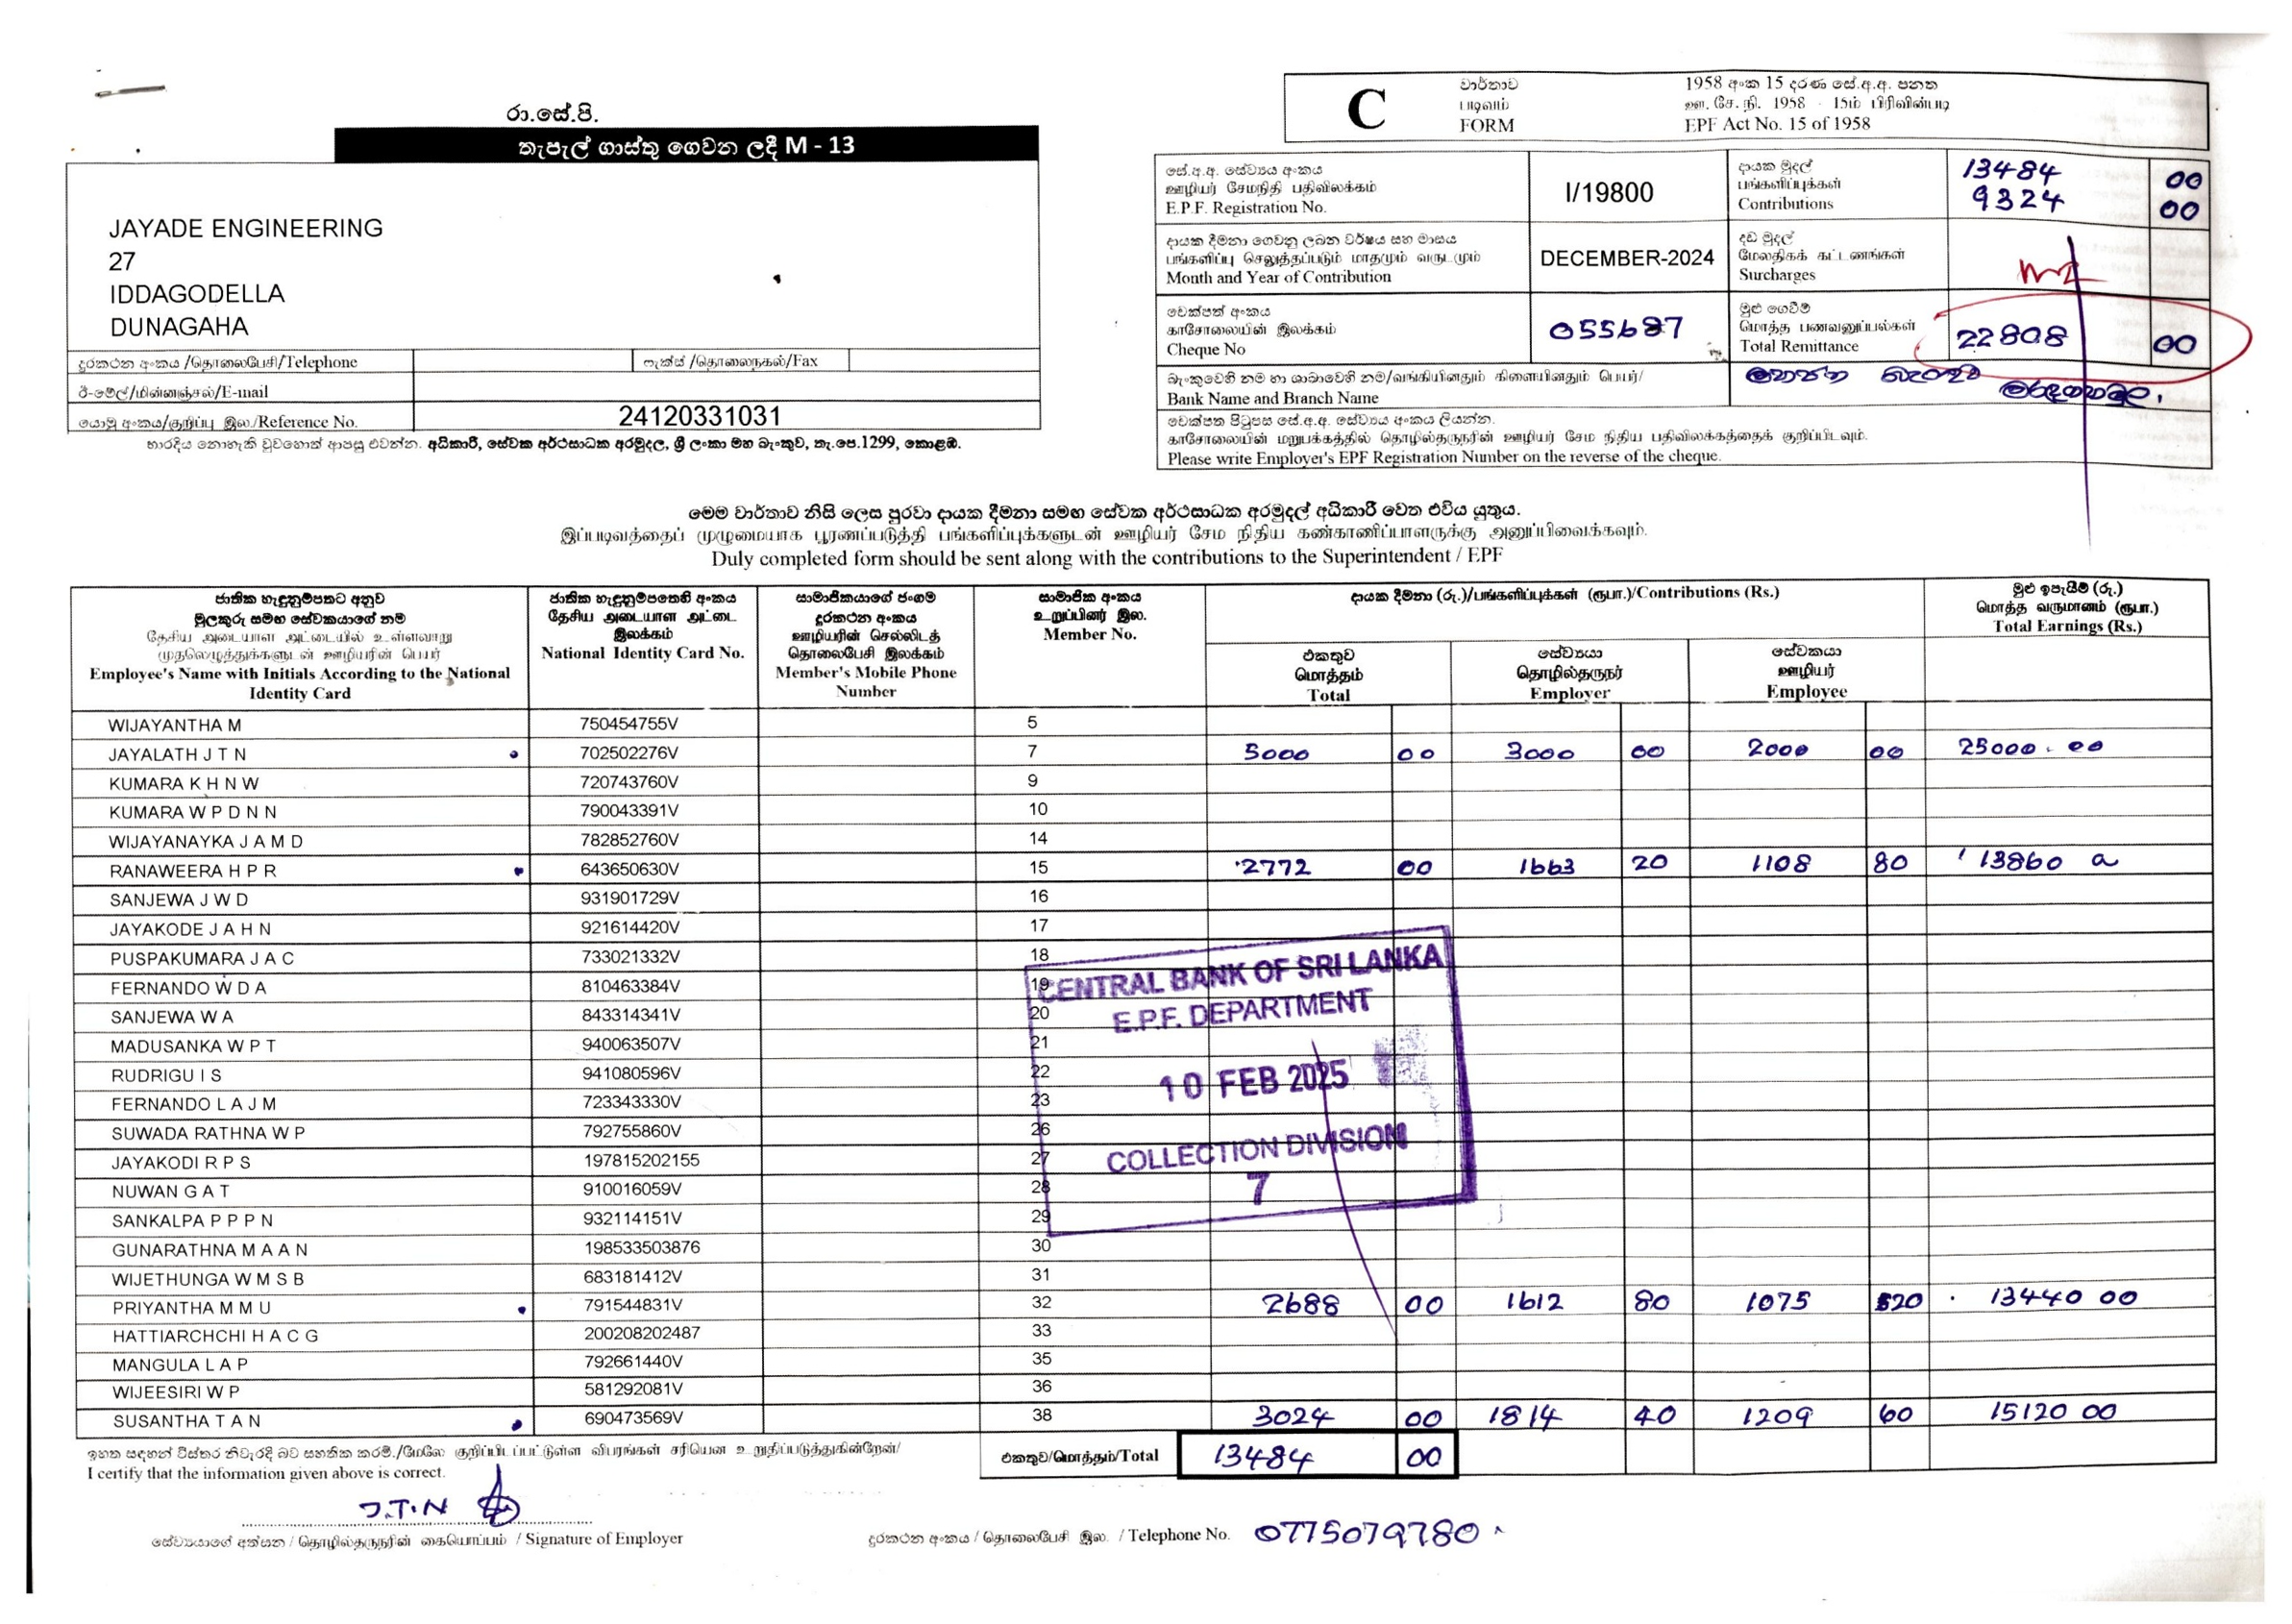 රා.සේ.පි.
තැපැල් ගාස්තු ගෙවන ලදී M - 13
JAYADE ENGINEERING
27
IDDAGODELLA
DUNAGAHA
දුරකථන අංකය /தொலைபேசி/Telephone ෆැක්ස් /தொலைநகல்/Fax
ඊ-මේල්/மின்னஞ்சல்/E-mail
යොමු අංකය/குறிப்பு இல./Reference No. 24120331031
භාරදිය නොහැකි වුවහොත් ආපසු එවන්න. අධිකාරී, සේවක අර්ථසාධක අරමුදල, ශ්‍රී ලංකා මහ බැංකුව, තැ.පෙ.1299, කොළඹ.
C
වාර්තාව 1958 අංක 15 දරණ සේ.අ.අ. පනත
படிவம் ஊ. சே. நி. 1958 - 15ம் பிரிவின்படி
FORM EPF Act No. 15 of 1958
සේ.අ.අ. සේව්‍යය අංකය
ஊழியர் சேமநிதி பதிவிலக்கம்
E.P.F. Registration No.
I/19800
දායක මුදල්
பங்களிப்புக்கள்
Contributions
13484 00
9324 00
දායක දීමනා ගෙවනු ලබන වර්ෂය සහ මාසය
பங்களிப்பு செலுத்தப்படும் மாதமும் வருடமும்
Month and Year of Contribution
DECEMBER-2024
දඩ මුදල්
மேலதிகக் கட்டணங்கள்
Surcharges
චෙක්පත් අංකය
காசோலையின் இலக்கம்
Cheque No
055687
මුළු ගෙවීම්
மொத்த பணவனுப்பல்கள்
Total Remittance
22808 00
බැංකුවෙහි නම හා ශාඛාවෙහි නම/வங்கியினதும் கிளையினதும் பெயர்/
Bank Name and Branch Name
මහජන බැංකුව
මරදගහමුල.
චෙක්පත පිටුපස සේ.අ.අ. සේව්‍යය අංකය ලියන්න.
காசோலையின் மறுபக்கத்தில் தொழில்தருநரின் ஊழியர் சேம நிதிய பதிவிலக்கத்தைக் குறிப்பிடவும்.
Please write Employer's EPF Registration Number on the reverse of the cheque.
මෙම වාර්තාව නිසි ලෙස පුරවා දායක දීමනා සමඟ සේවක අර්ථසාධක අරමුදල් අධිකාරී වෙත එවිය යුතුය.
இப்படிவத்தைப் முழுமையாக பூரணப்படுத்தி பங்களிப்புக்களுடன் ஊழியர் சேம நிதிய கண்காணிப்பாளருக்கு அனுப்பிவைக்கவும்.
Duly completed form should be sent along with the contributions to the Superintendent / EPF
ජාතික හැඳුනුම්පතට අනුව
මුලකුරු සමඟ සේවකයාගේ නම
தேசிய அடையாள அட்டையில் உள்ளவாறு
முதலெழுத்துக்களுடன் ஊழியரின் பெயர்
Employee's Name with Initials According to the National
Identity Card
ජාතික හැඳුනුම්පතෙහි අංකය
தேசிய அடையாள அட்டை
இலக்கம்
National Identity Card No.
සාමාජිකයාගේ ජංගම
දුරකථන අංකය
ஊழியரின் செல்லிடத்
தொலைபேசி இலக்கம்
Member's Mobile Phone
Number
සාමාජික අංකය
உறுப்பினர் இல.
Member No.
දායක දීමනා (රු.)/பங்களிப்புக்கள் (ரூபா.)/Contributions (Rs.)
එකතුව
மொத்தம்
Total
සේව්‍යයා
தொழில்தருநர்
Employer
සේවකයා
ஊழியர்
Employee
මුළු ඉපැයීම් (රු.)
மொத்த வருமானம் (ரூபா.)
Total Earnings (Rs.)
WIJAYANTHA M 750454755V 5
JAYALATH J T N 702502276V 7 5000 00 3000 00 2000 00 25000.00
KUMARA K H N W 720743760V 9
KUMARA W P D N N 790043391V 10
WIJAYANAYKA J A M D 782852760V 14
RANAWEERA H P R 643650630V 15 2772 00 1663 20 1108 80 13860
SANJEWA J W D 931901729V 16
JAYAKODE J A H N 921614420V 17
PUSPAKUMARA J A C 733021332V 18
FERNANDO W D A 810463384V 19
SANJEWA W A 843314341V 20
MADUSANKA W P T 940063507V 21
RUDRIGU I S 941080596V 22
FERNANDO L A J M 723343330V 23
SUWADA RATHNA W P 792755860V 26
JAYAKODI R P S 197815202155 27
NUWAN G A T 910016059V 28
SANKALPA P P P N 932114151V 29
GUNARATHNA M A A N 198533503876 30
WIJETHUNGA W M S B 683181412V 31
PRIYANTHA M M U 791544831V 32 2688 00 1612 80 1075 20 13440 00
HATTIARCHCHI H A C G 200208202487 33
MANGULA L A P 792661440V 35
WIJEESIRI W P 581292081V 36
SUSANTHA T A N 690473569V 38 3024 00 1814 40 1209 60 15120 00
CENTRAL BANK OF SRI LANKA
E.P.F. DEPARTMENT
10 FEB 2025
COLLECTION DIVISION
7
ඉහත සඳහන් විස්තර නිවැරදි බව සහතික කරමි./மேலே குறிப்பிடப்பட்டுள்ள விபரங்கள் சரியென உறுதிப்படுத்துகின்றேன்/
I certify that the information given above is correct.
එකතුව/மொத்தம்/Total 13484 00
J.T.N
සේව්‍යයාගේ අත්සන / தொழில்தருநரின் கையொப்பம் / Signature of Employer
දුරකථන අංකය / தொலைபேசி இல. / Telephone No. 0775079780